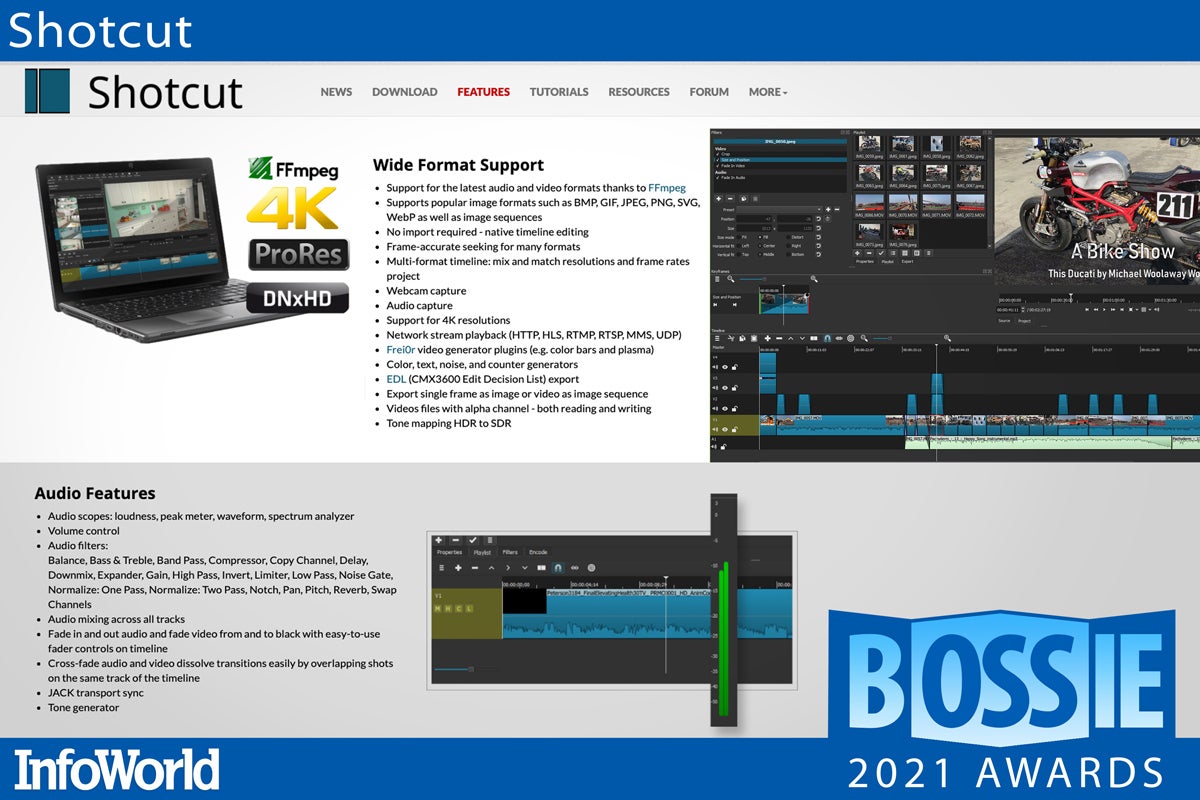 Shotcut
Shotcut
NEWS
DOWNLOAD
FEATURES
TUTORIALS
RESOURCES
FORUM
MORE
FFmpeg
4K
ProRes
DNxHD
Wide Format Support
• Support for the latest audio and video formats thanks to FFmpeg
• Supports popular image formats such as BMP, GIF, JPEG, PNG, SVG,
WebP as well as image sequences
• No import required - native timeline editing
• Frame-accurate seeking for many formats
• Multi-format timeline: mix and match resolutions and frame rates
project
• Webcam capture
• Audio capture
• Support for 4K resolutions
• Network stream playback (HTTP, HLS, RTMP, RTSP, MMS, UDP)
• Frei0r video generator plugins (e.g. color bars and plasma)
• Color, text, noise, and counter generators
• EDL (CMX3600 Edit Decision List) export
• Export single frame as image or video as image sequence
• Videos files with alpha channel - both reading and writing
• Tone mapping HDR to SDR
211
A Bike Show
This Ducati by Michael Woolaway Wo
Audio Features
• Audio scopes: loudness, peak meter, waveform, spectrum analyzer
• Volume control
• Audio filters:
Balance, Bass & Treble, Band Pass, Compressor, Copy Channel, Delay,
Downmix, Expander, Gain, High Pass, Invert, Limiter, Low Pass, Noise Gate,
Normalize: One Pass, Normalize: Two Pass, Notch, Pan, Pitch, Reverb, Swap
Channels
• Audio mixing across all tracks
• Fade in and out audio and fade video from and to black with easy-to-use
fader controls on timeline
• Cross-fade audio and video dissolve transitions easily by overlapping shots
on the same track of the timeline
• JACK transport sync
• Tone generator
Properties
Playlist
Filters
Encode
V1
M H C L
BOSSIE
2021 AWARDS
InfoWorld